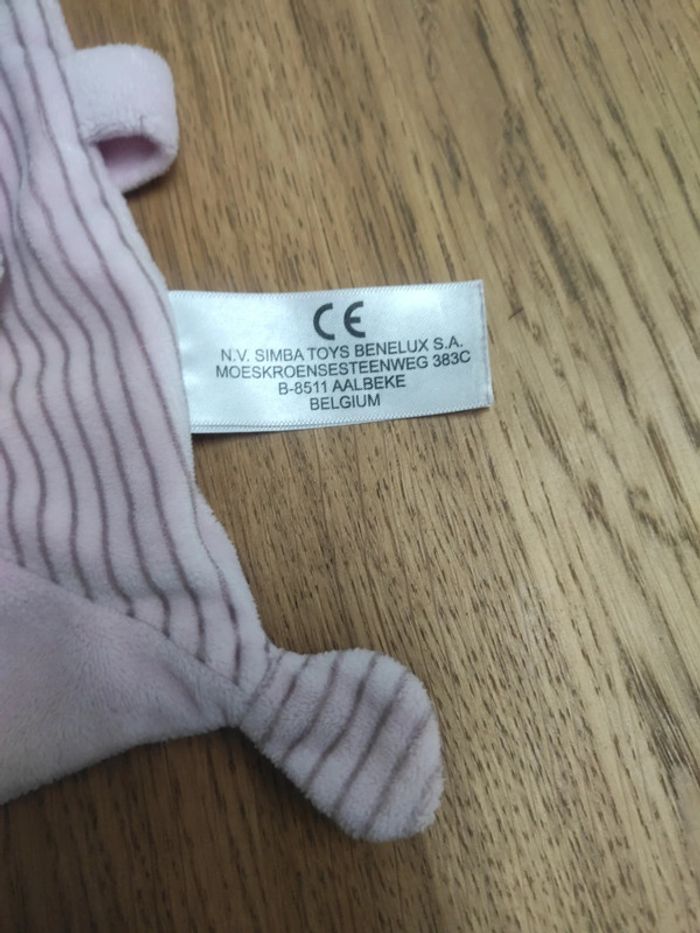 CE
N.V. SIMBA TOYS BENELUX S.A.
MOESKROENSESTEENWEG 383C
B-8511 AALBEKE
BELGIUM